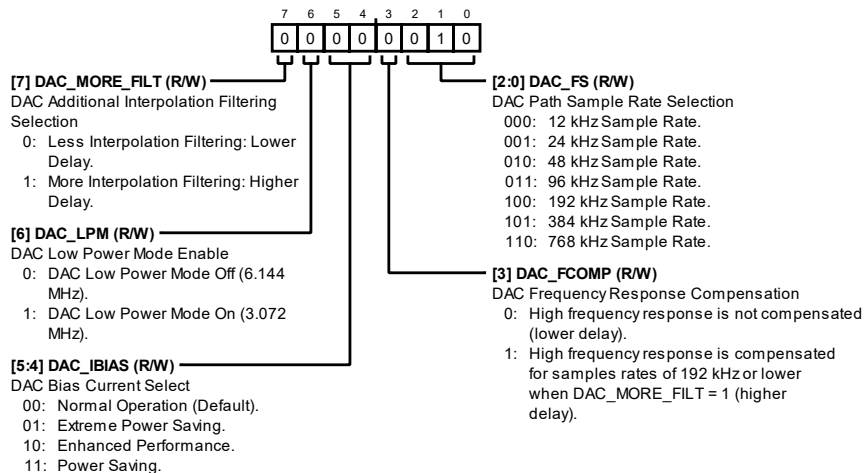 7 6 5 4 3 2 1 0
0 0 0 0 0 0 1 0
[7] DAC_MORE_FILT (R/W)
DAC Additional Interpolation Filtering
Selection
0: Less Interpolation Filtering: Lower
Delay.
1: More Interpolation Filtering: Higher
Delay.
[6] DAC_LPM (R/W)
DAC Low Power Mode Enable
0: DAC Low Power Mode Off (6.144
MHz).
1: DAC Low Power Mode On (3.072
MHz).
[5:4] DAC_IBIAS (R/W)
DAC Bias Current Select
00: Normal Operation (Default).
01: Extreme Power Saving.
10: Enhanced Performance.
11: Power Saving.
[2:0] DAC_FS (R/W)
DAC Path Sample Rate Selection
000: 12 kHz Sample Rate.
001: 24 kHz Sample Rate.
010: 48 kHz Sample Rate.
011: 96 kHz Sample Rate.
100: 192 kHz Sample Rate.
101: 384 kHz Sample Rate.
110: 768 kHz Sample Rate.
[3] DAC_FCOMP (R/W)
DAC Frequency Response Compensation
0: High frequency response is not compensated
(lower delay).
1: High frequency response is compensated
for samples rates of 192 kHz or lower
when DAC_MORE_FILT = 1 (higher
delay).